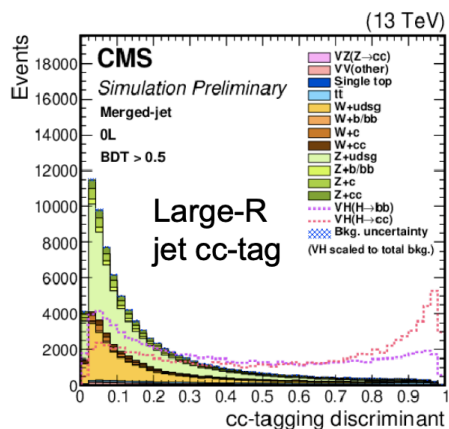 (13 TeV)
Events
CMS
Simulation Preliminary
Merged-jet
0L
BDT > 0.5
VZ(Z→cc)
VV(other)
Single top
tt̄
W+udsg
W+b/bb
W+c
W+cc
Z+udsg
Z+b/bb
Z+c
Z+cc
VH(H→bb)
VH(H→cc)
Bkg. uncertainty
(VH scaled to total bkg.)
Large-R
jet cc-tag
18000
16000
14000
12000
10000
8000
6000
4000
2000
0
0 0.1 0.2 0.3 0.4 0.5 0.6 0.7 0.8 0.9 1
cc-tagging discriminant